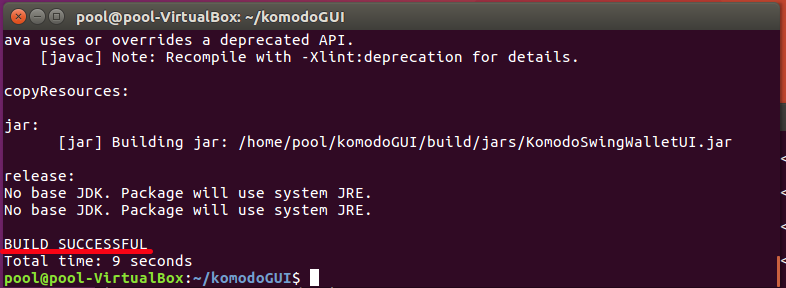 pool@pool-VirtualBox: ~/komodoGUI
ava uses or overrides a deprecated API.
    [javac] Note: Recompile with -Xlint:deprecation for details.
copyResources:
jar:
      [jar] Building jar: /home/pool/komodoGUI/build/jars/KomodoSwingWalletUI.jar
release:
No base JDK. Package will use system JRE.
No base JDK. Package will use system JRE.
BUILD SUCCESSFUL
Total time: 9 seconds
pool@pool-VirtualBox:~/komodoGUI$